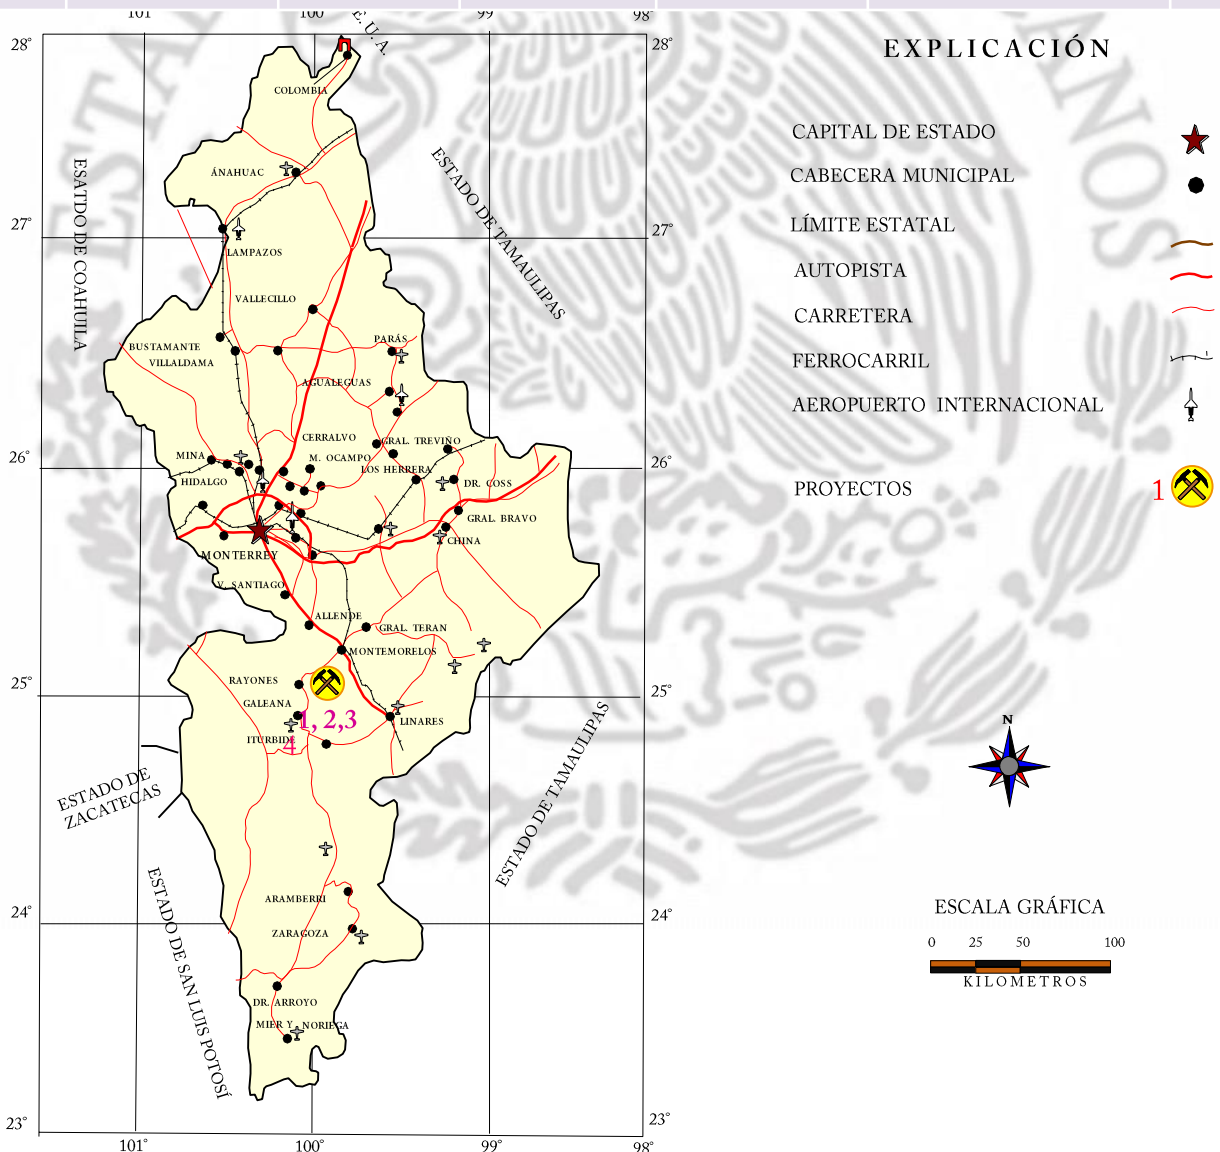 101 100 99 98°
28° 28°
E. U. A.
COLOMBIA
ÁNAHUAC
ESATDO DE COAHUILA
ESTADO DE TAMAULIPAS
27° 27°
LAMPAZOS
VALLECILLO
BUSTAMANTE
VILLALDAMA
PARÁS
AGUALEGUAS
CERRALVO
GRAL. TREVIÑO
MINA
M. OCAMPO
LOS HERRERA
26° 26°
HIDALGO
DR. COSS
GRAL. BRAVO
CHINA
MONTERREY
V. SANTIAGO
ALLENDE
GRAL. TERAN
MONTEMORELOS
RAYONES
25° 25°
GALEANA
1, 2,3
LINARES
ITURBIDE
4
ESTADO DE
ZACATECAS
ESTADO DE TAMAULIPAS
ESTADO DE SAN LUIS POTOSÍ
ARAMBERRI
24° 24°
ZARAGOZA
DR. ARROYO
MIER Y NORIEGA
23° 23°
101° 100° 99° 98°
EXPLICACIÓN
CAPITAL DE ESTADO
CABECERA MUNICIPAL
LÍMITE ESTATAL
AUTOPISTA
CARRETERA
FERROCARRIL
AEROPUERTO INTERNACIONAL
PROYECTOS 1
N
ESCALA GRÁFICA
0 25 50 100
KILOMETROS
ESTA
ANOS